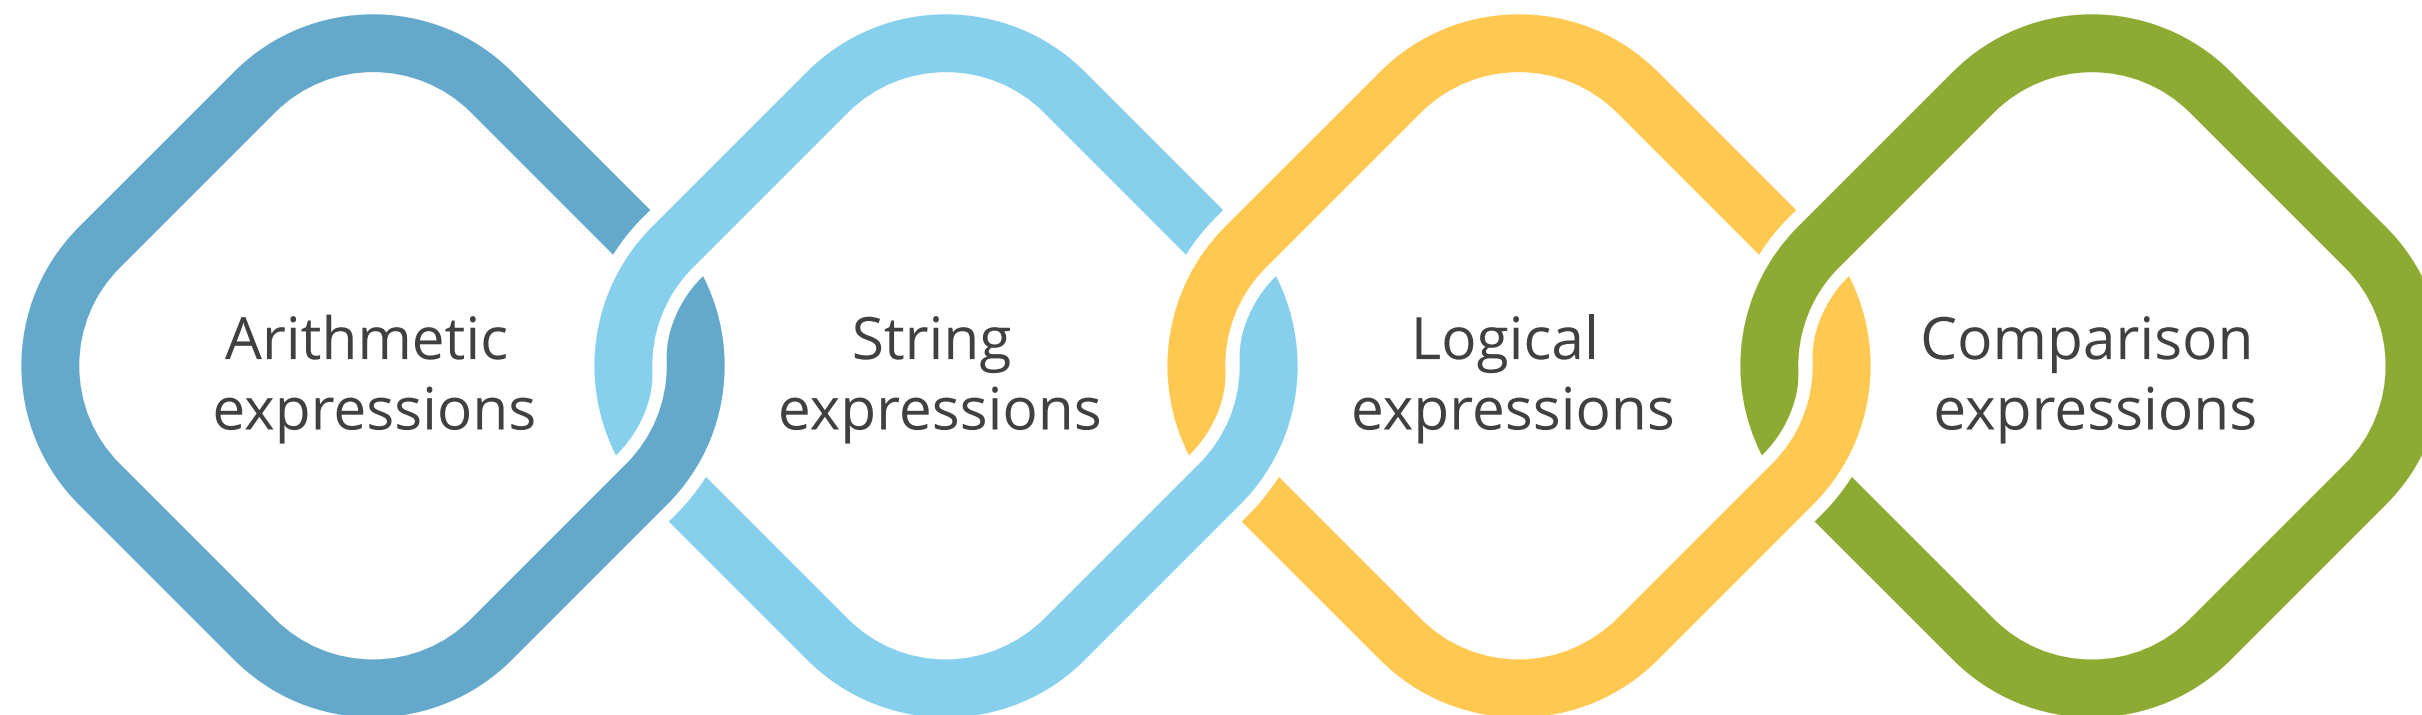 Arithmetic
expressions
String
expressions
Logical
expressions
Comparison
expressions